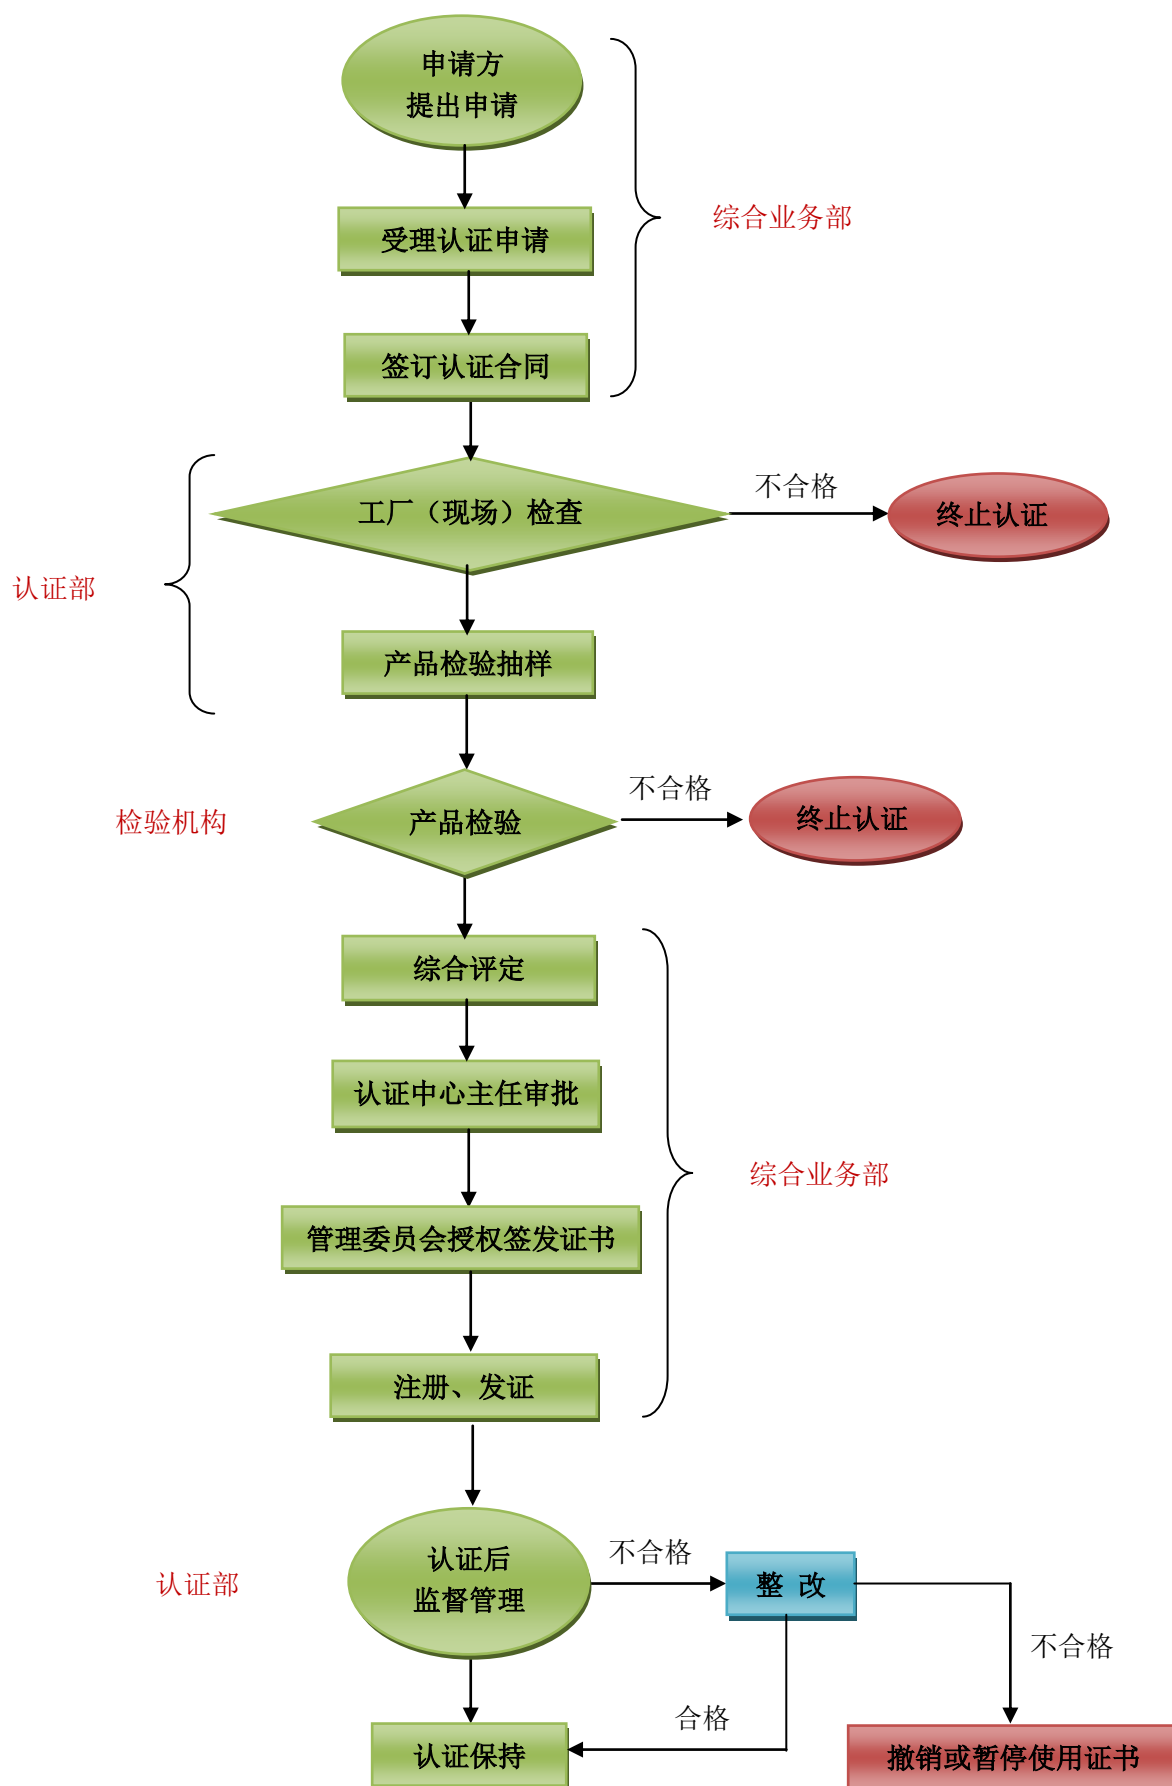 申请方
提出申请
综合业务部
受理认证申请
签订认证合同
不合格
工厂（现场）检查
终止认证
认证部
产品检验抽样
不合格
检验机构
产品检验
终止认证
综合评定
认证中心主任审批
综合业务部
管理委员会授权签发证书
注册、发证
不合格
认证后
监督管理
认证部
整 改
不合格
合格
认证保持
撤销或暂停使用证书